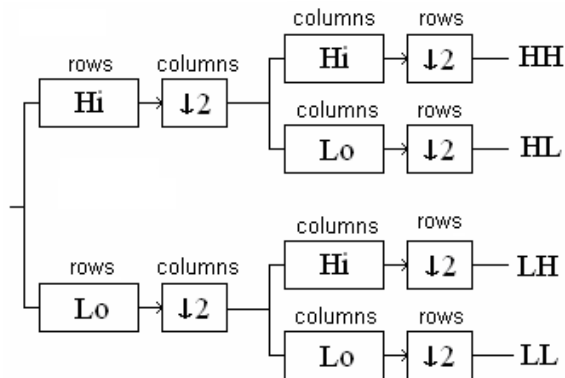 columns rows
Hi ↓2 HH
rows columns
Hi ↓2
columns rows
Lo ↓2 HL
columns rows
Hi ↓2 LH
rows columns
Lo ↓2
columns rows
Lo ↓2 LL